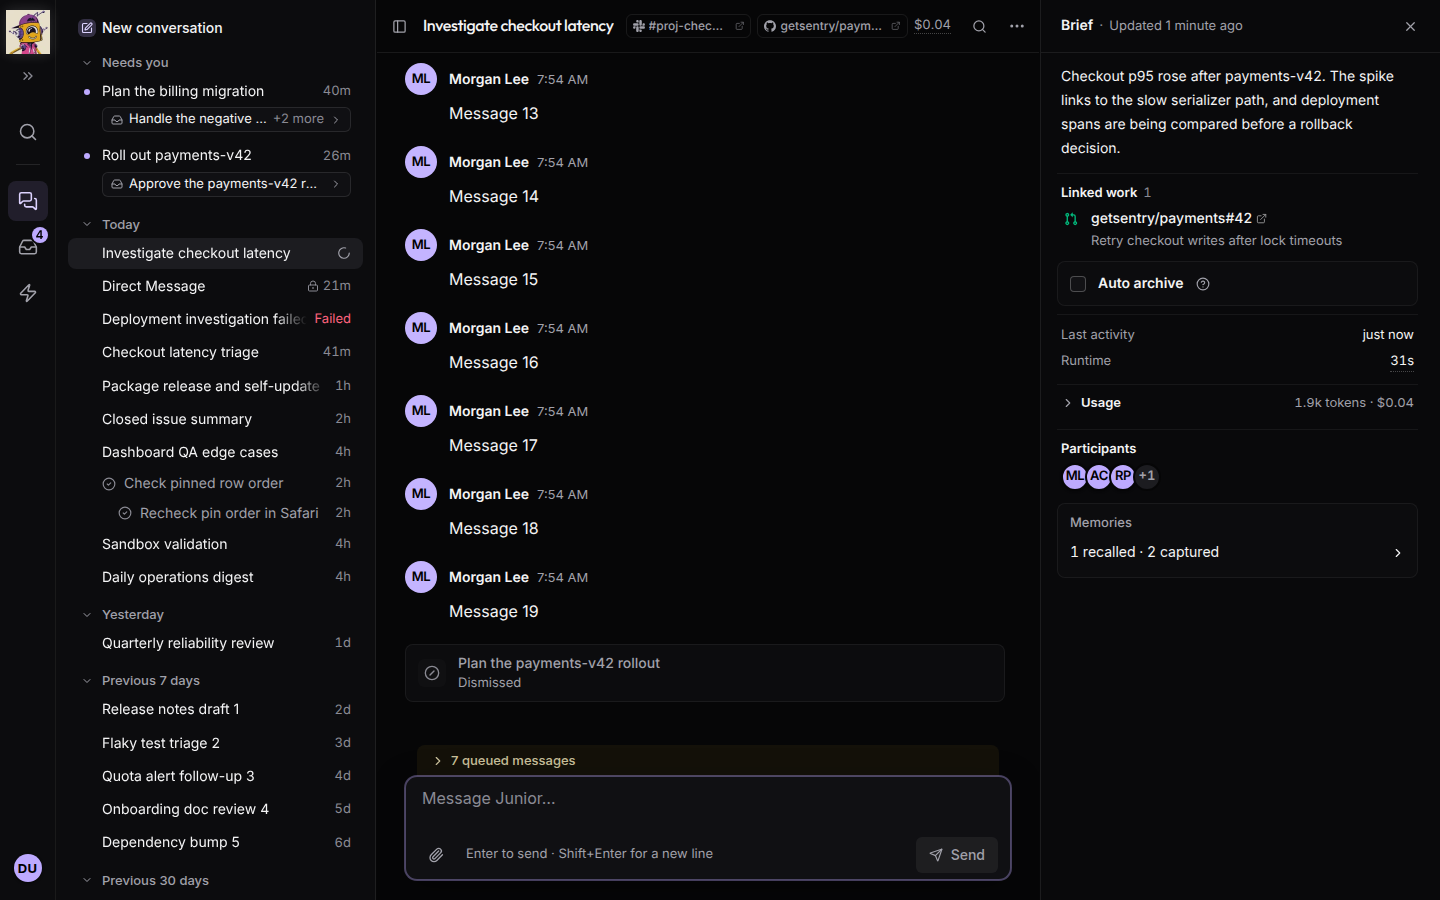 New conversation
Needs you
Plan the billing migration 40m
Handle the negative ... +2 more
Roll out payments-v42 26m
Approve the payments-v42 r...
Today
Investigate checkout latency
Direct Message 21m
Deployment investigation failed Failed
Checkout latency triage 41m
Package release and self-update 1h
Closed issue summary 2h
Dashboard QA edge cases 4h
Check pinned row order 2h
Recheck pin order in Safari 2h
Sandbox validation 4h
Daily operations digest 4h
Yesterday
Quarterly reliability review 1d
Previous 7 days
Release notes draft 1 2d
Flaky test triage 2 3d
Quota alert follow-up 3 4d
Onboarding doc review 4 5d
Dependency bump 5 6d
Previous 30 days
4
DU
Investigate checkout latency #proj-chec... getsentry/paym... $0.04
ML Morgan Lee 7:54 AM
Message 13
ML Morgan Lee 7:54 AM
Message 14
ML Morgan Lee 7:54 AM
Message 15
ML Morgan Lee 7:54 AM
Message 16
ML Morgan Lee 7:54 AM
Message 17
ML Morgan Lee 7:54 AM
Message 18
ML Morgan Lee 7:54 AM
Message 19
Plan the payments-v42 rollout
Dismissed
7 queued messages
Message Junior...
Enter to send · Shift+Enter for a new line
Send
Brief · Updated 1 minute ago
Checkout p95 rose after payments-v42. The spike
links to the slow serializer path, and deployment
spans are being compared before a rollback
decision.
Linked work 1
getsentry/payments#42
Retry checkout writes after lock timeouts
Auto archive
Last activity just now
Runtime 31s
Usage 1.9k tokens · $0.04
Participants
ML AC RP +1
Memories
1 recalled · 2 captured